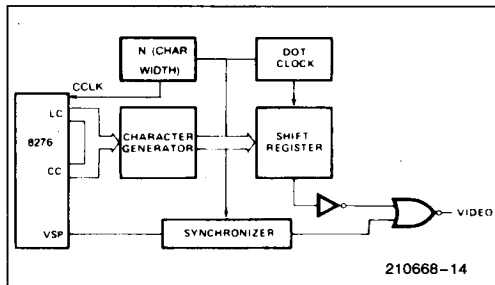 ÷ N (CHAR
WIDTH)
DOT
CLOCK
CCLK
LC
8276
CC
VSP
CHARACTER
GENERATOR
SHIFT
REGISTER
SYNCHRONIZER
VIDEO
210668-14